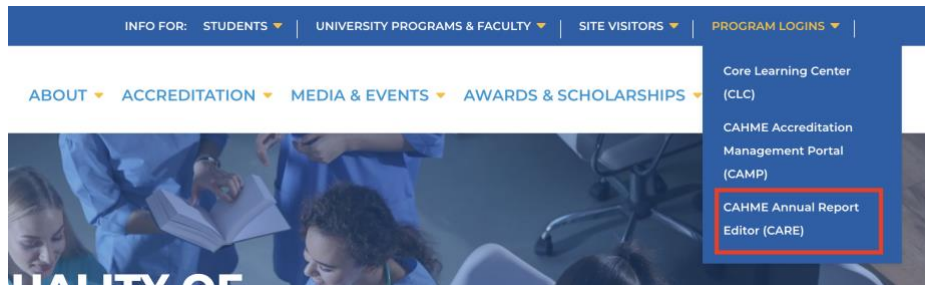 INFO FOR: STUDENTS UNIVERSITY PROGRAMS & FACULTY SITE VISITORS PROGRAM LOGINS
ABOUT ACCREDITATION MEDIA & EVENTS AWARDS & SCHOLARSHIPS
Core Learning Center
(CLC)
CAHME Accreditation
Management Portal
(CAMP)
CAHME Annual Report
Editor (CARE)